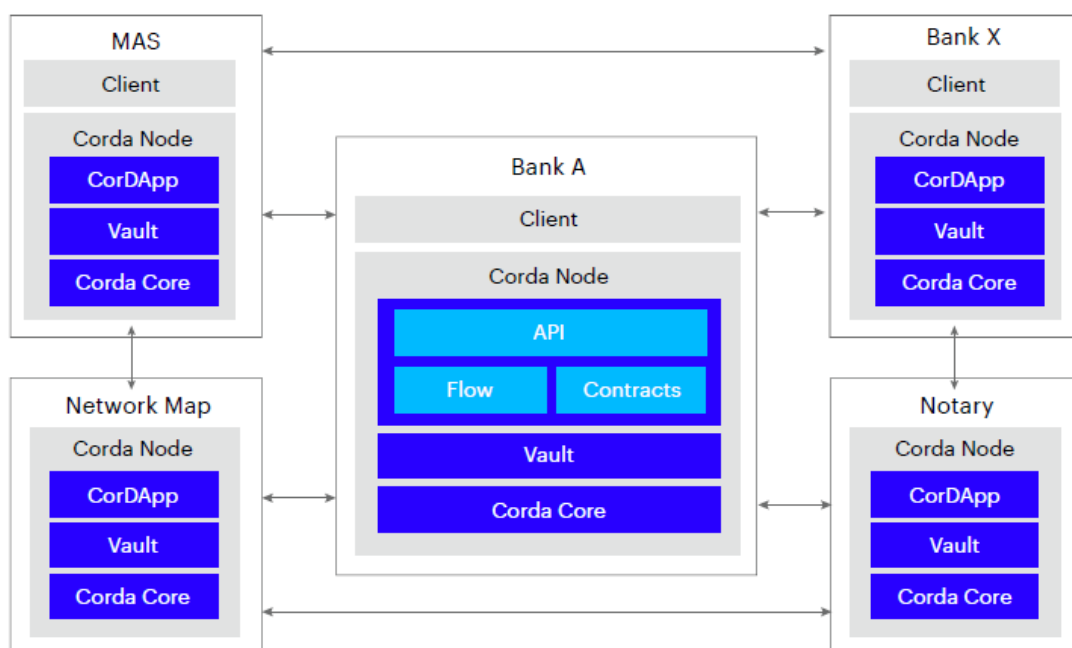 MAS
Client
Corda Node
CorDApp
Vault
Corda Core
Bank X
Client
Corda Node
CorDApp
Vault
Corda Core
Bank A
Client
Corda Node
API
Flow
Contracts
Vault
Corda Core
Network Map
Corda Node
CorDApp
Vault
Corda Core
Notary
Corda Node
CorDApp
Vault
Corda Core